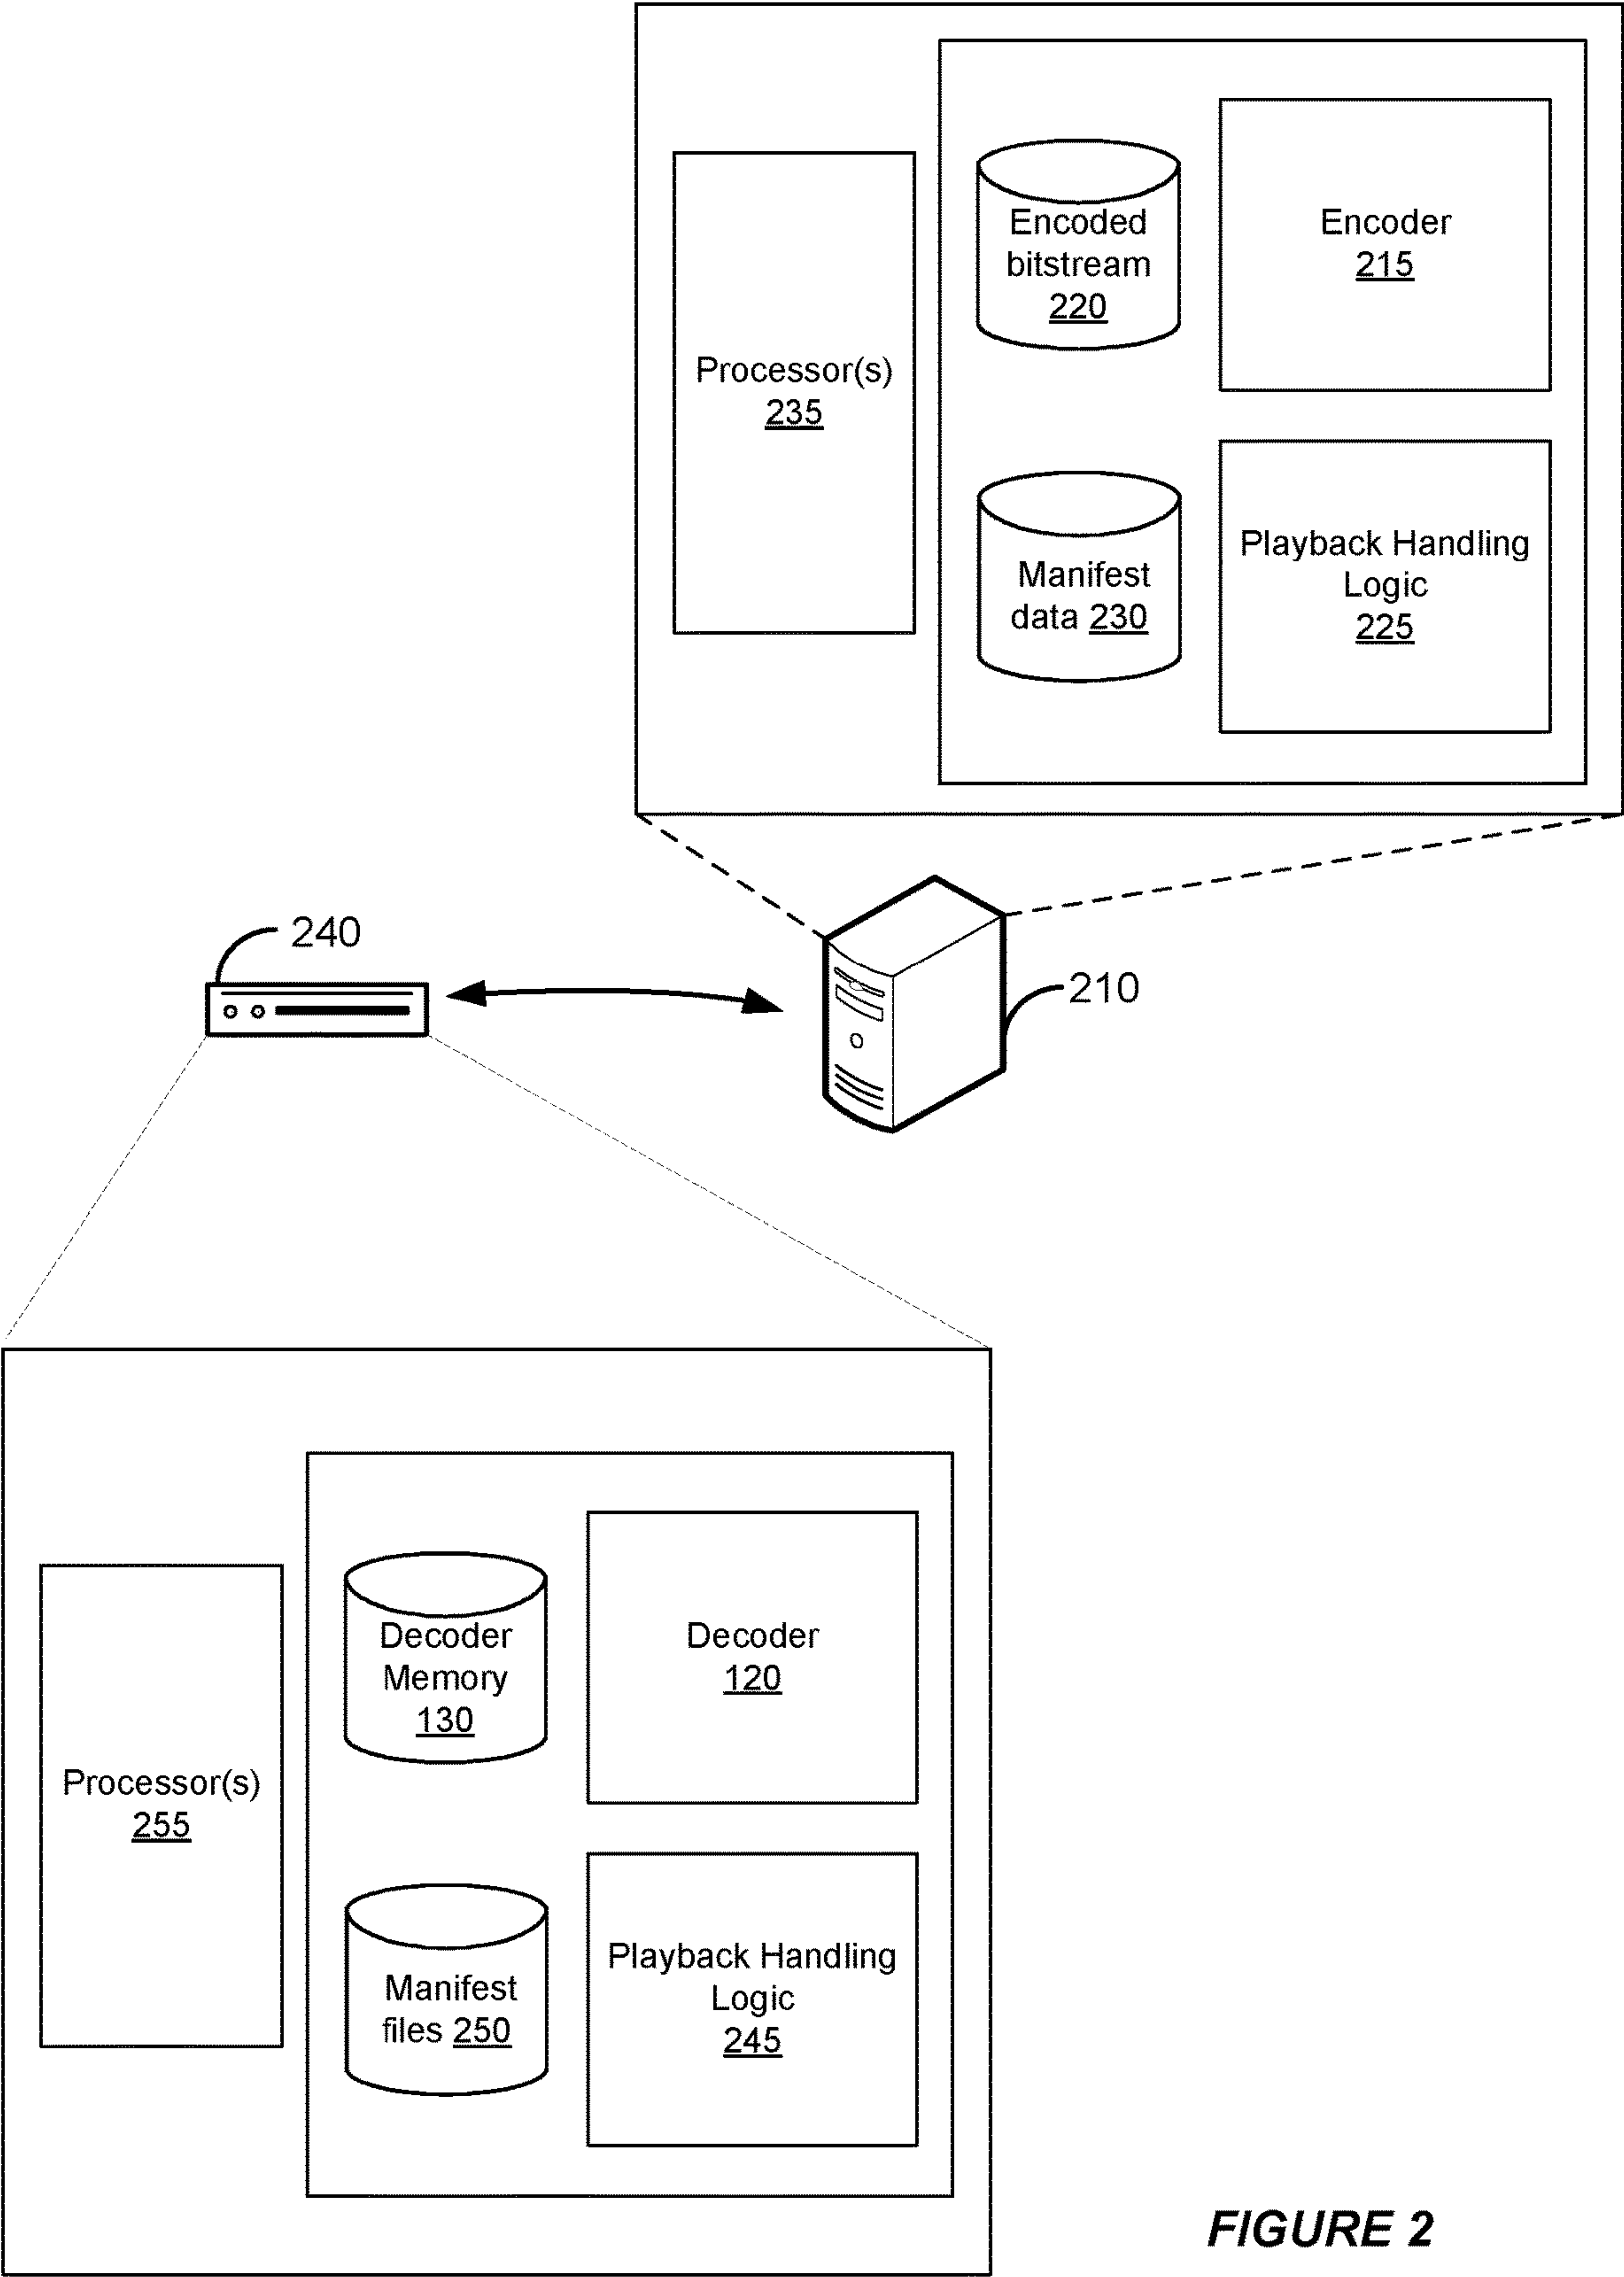 Encoded
bitstream
220
Encoder
215
Processor(s)
235
Manifest
data 230
Playback Handling
Logic
225
240
210
Decoder
Memory
130
Decoder
120
Processor(s)
255
Manifest
files 250
Playback Handling
Logic
245
FIGURE 2